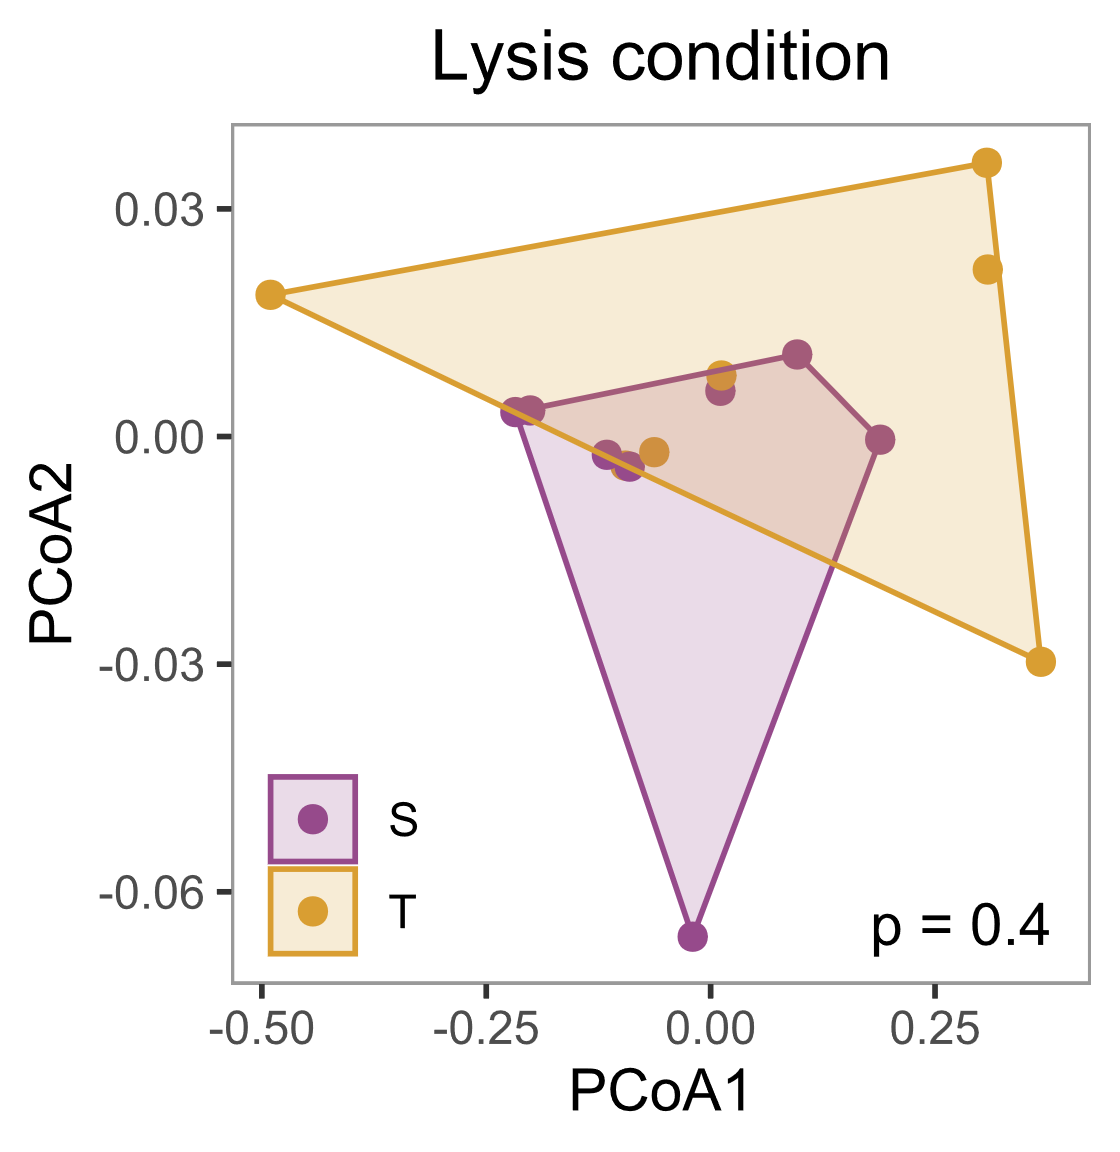 Lysis condition
0.03
0.00
-0.03
-0.06
PCoA2
S
T
p = 0.4
-0.50 -0.25 0.00 0.25
PCoA1